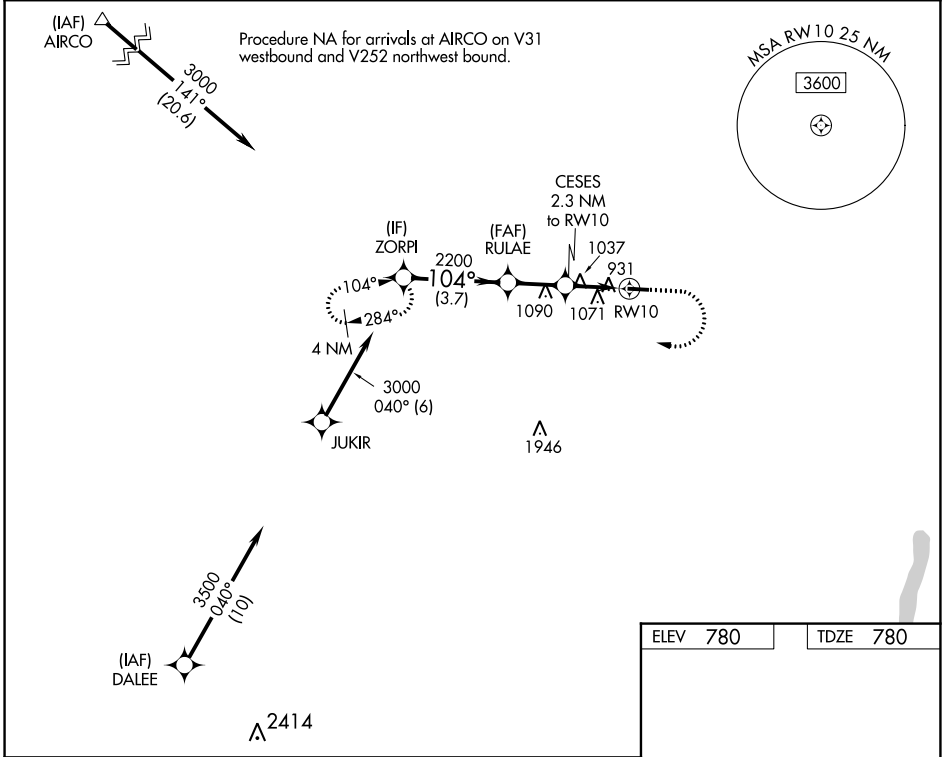 (IAF)
AIRCO
3000
141°
(20.6)
Procedure NA for arrivals at AIRCO on V31
westbound and V252 northwest bound.
MSA RW10 25 NM
3600
CESES
2.3 NM
to RW10
(IF)
ZORPI
(FAF)
RULAE
2200
104°
(3.7)
1037
931
1090
1071
RW10
104°
284°
4 NM
3000
040° (6)
JUKIR
1946
3500
040°
(10)
(IAF)
DALEE
2414
ELEV 780
TDZE 780